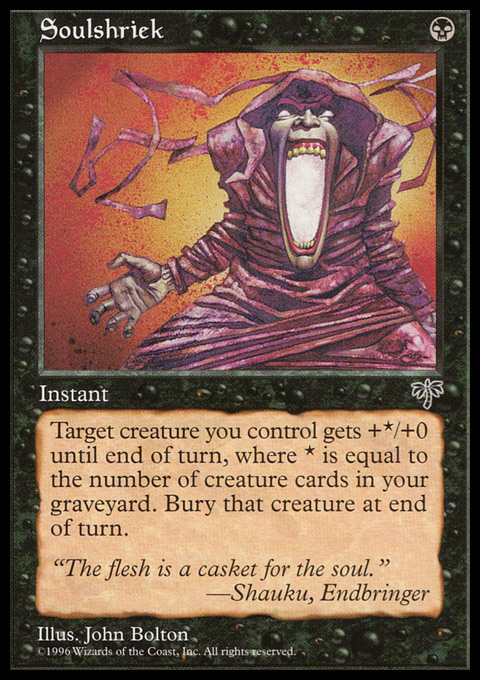 Soulshriek
Instant
Target creature you control gets +*/+0
until end of turn, where * is equal to
the number of creature cards in your
graveyard. Bury that creature at end
of turn.
“The flesh is a casket for the soul.”
—Shauku, Endbringer
Illus. John Bolton
©1996 Wizards of the Coast, Inc. All rights reserved.